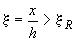 ξ = x/h > ξ_R